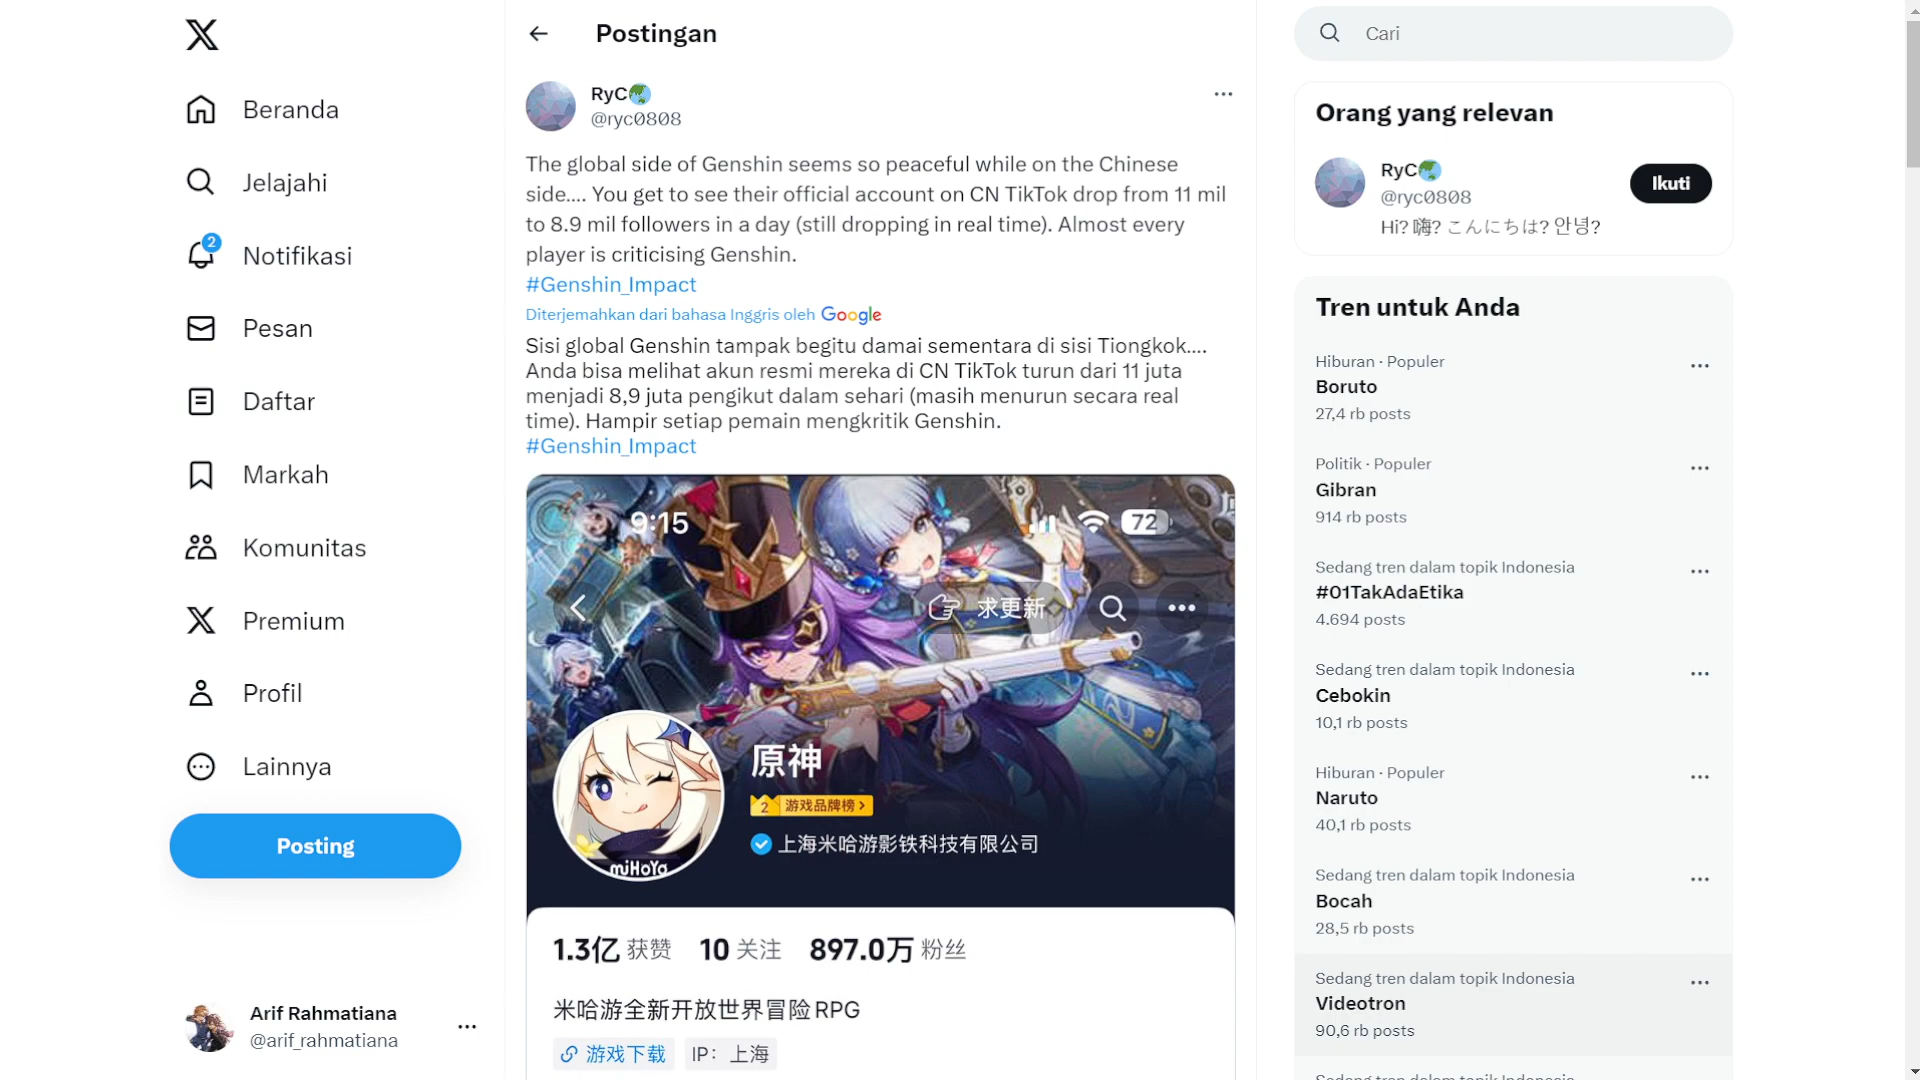 Postingan
Cari
Beranda
Jelajahi
2
Notifikasi
Pesan
Daftar
Markah
Komunitas
Premium
Profil
Lainnya
Posting
Arif Rahmatiana
@arif_rahmatiana
RyC
@ryc0808
The global side of Genshin seems so peaceful while on the Chinese
side.... You get to see their official account on CN TikTok drop from 11 mil
to 8.9 mil followers in a day (still dropping in real time). Almost every
player is criticising Genshin.
#Genshin_Impact
Diterjemahkan dari bahasa Inggris oleh Google
Sisi global Genshin tampak begitu damai sementara di sisi Tiongkok....
Anda bisa melihat akun resmi mereka di CN TikTok turun dari 11 juta
menjadi 8,9 juta pengikut dalam sehari (masih menurun secara real
time). Hampir setiap pemain mengkritik Genshin.
#Genshin_Impact
9:15
72
求更新
原神
2 游戏品牌榜
上海米哈游影铁科技有限公司
miHoYo
1.3亿 获赞 10 关注 897.0万 粉丝
米哈游全新开放世界冒险RPG
游戏下载 IP： 上海
Orang yang relevan
RyC
@ryc0808
Ikuti
Hi? 嗨? こんにちは? 안녕?
Tren untuk Anda
Hiburan · Populer
Boruto
27,4 rb posts
Politik · Populer
Gibran
914 rb posts
Sedang tren dalam topik Indonesia
#01TakAdaEtika
4.694 posts
Sedang tren dalam topik Indonesia
Cebokin
10,1 rb posts
Hiburan · Populer
Naruto
40,1 rb posts
Sedang tren dalam topik Indonesia
Bocah
28,5 rb posts
Sedang tren dalam topik Indonesia
Videotron
90,6 rb posts
Sedang tren dalam topik Indonesia